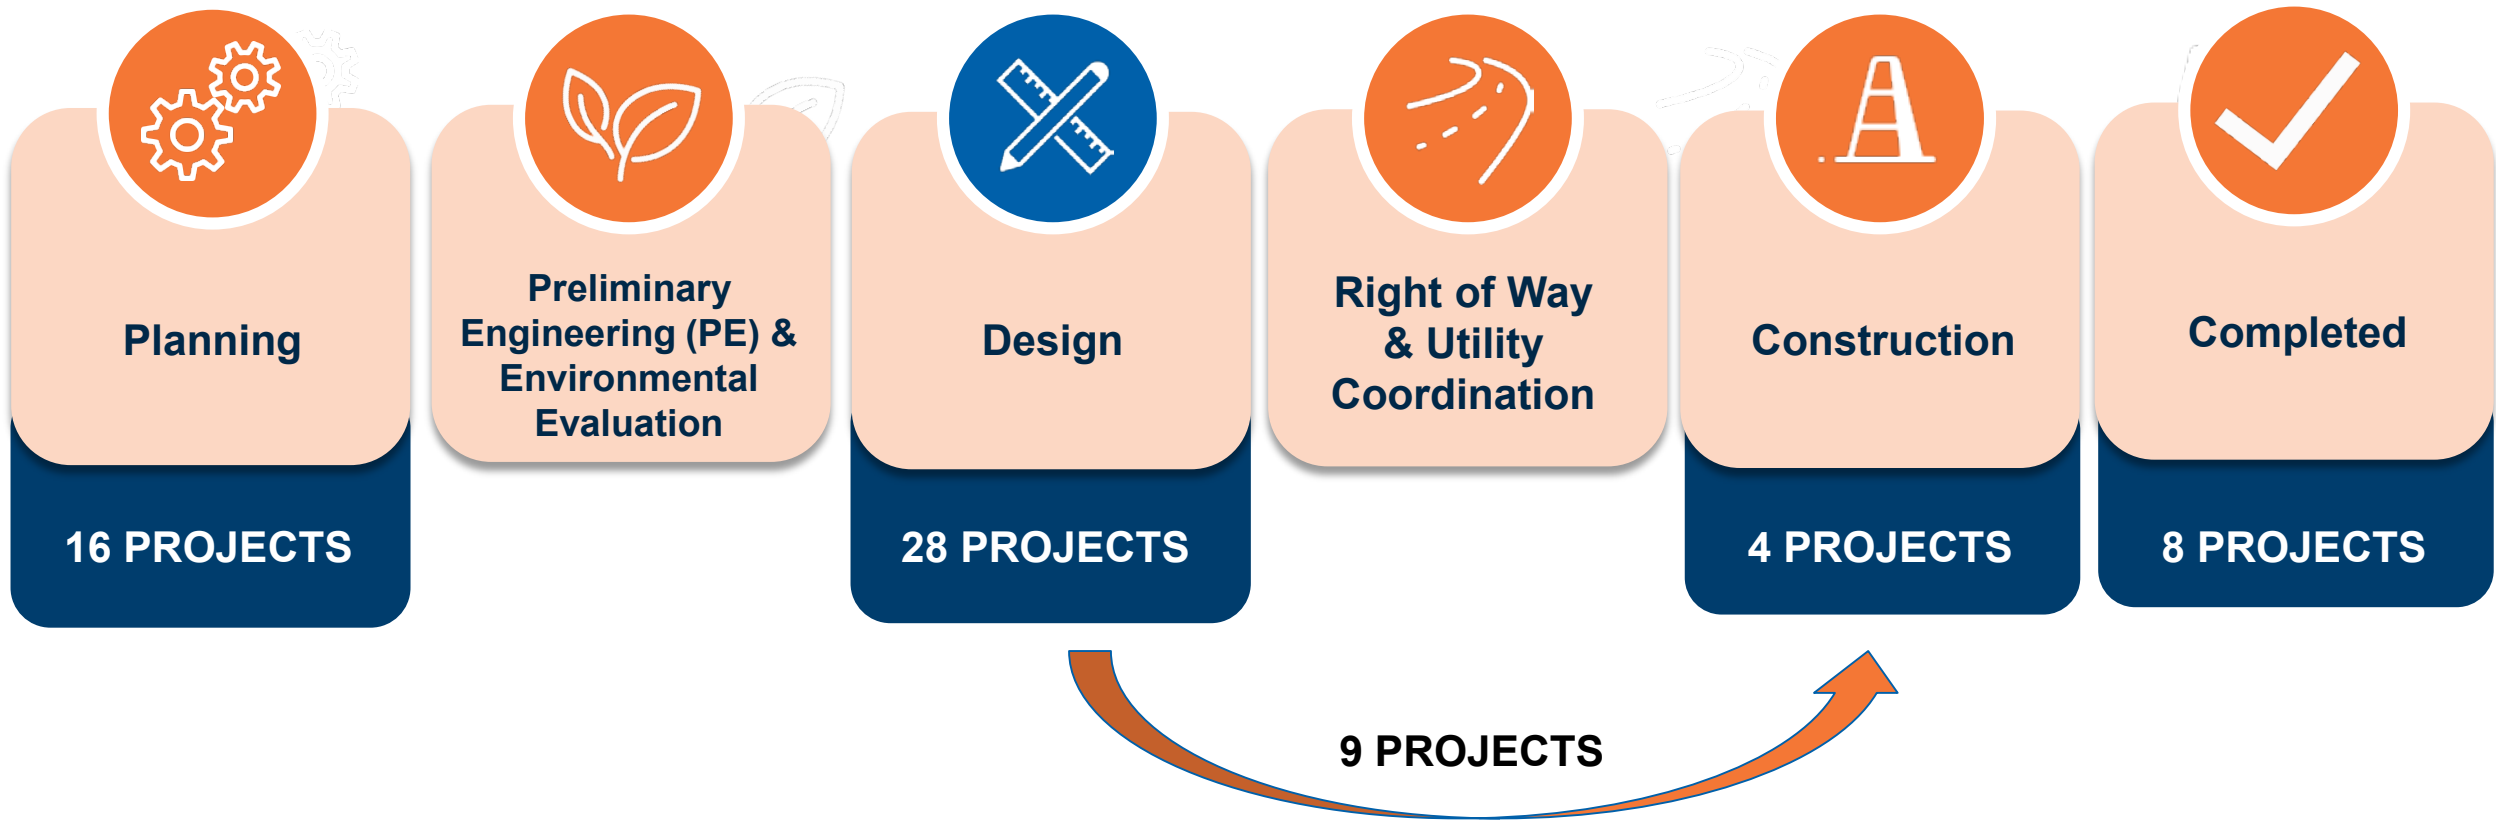 Planning
Preliminary
Engineering (PE) &
Environmental
Evaluation
Design
Right of Way
& Utility
Coordination
Construction
Completed
16 PROJECTS
28 PROJECTS
4 PROJECTS
8 PROJECTS
9 PROJECTS